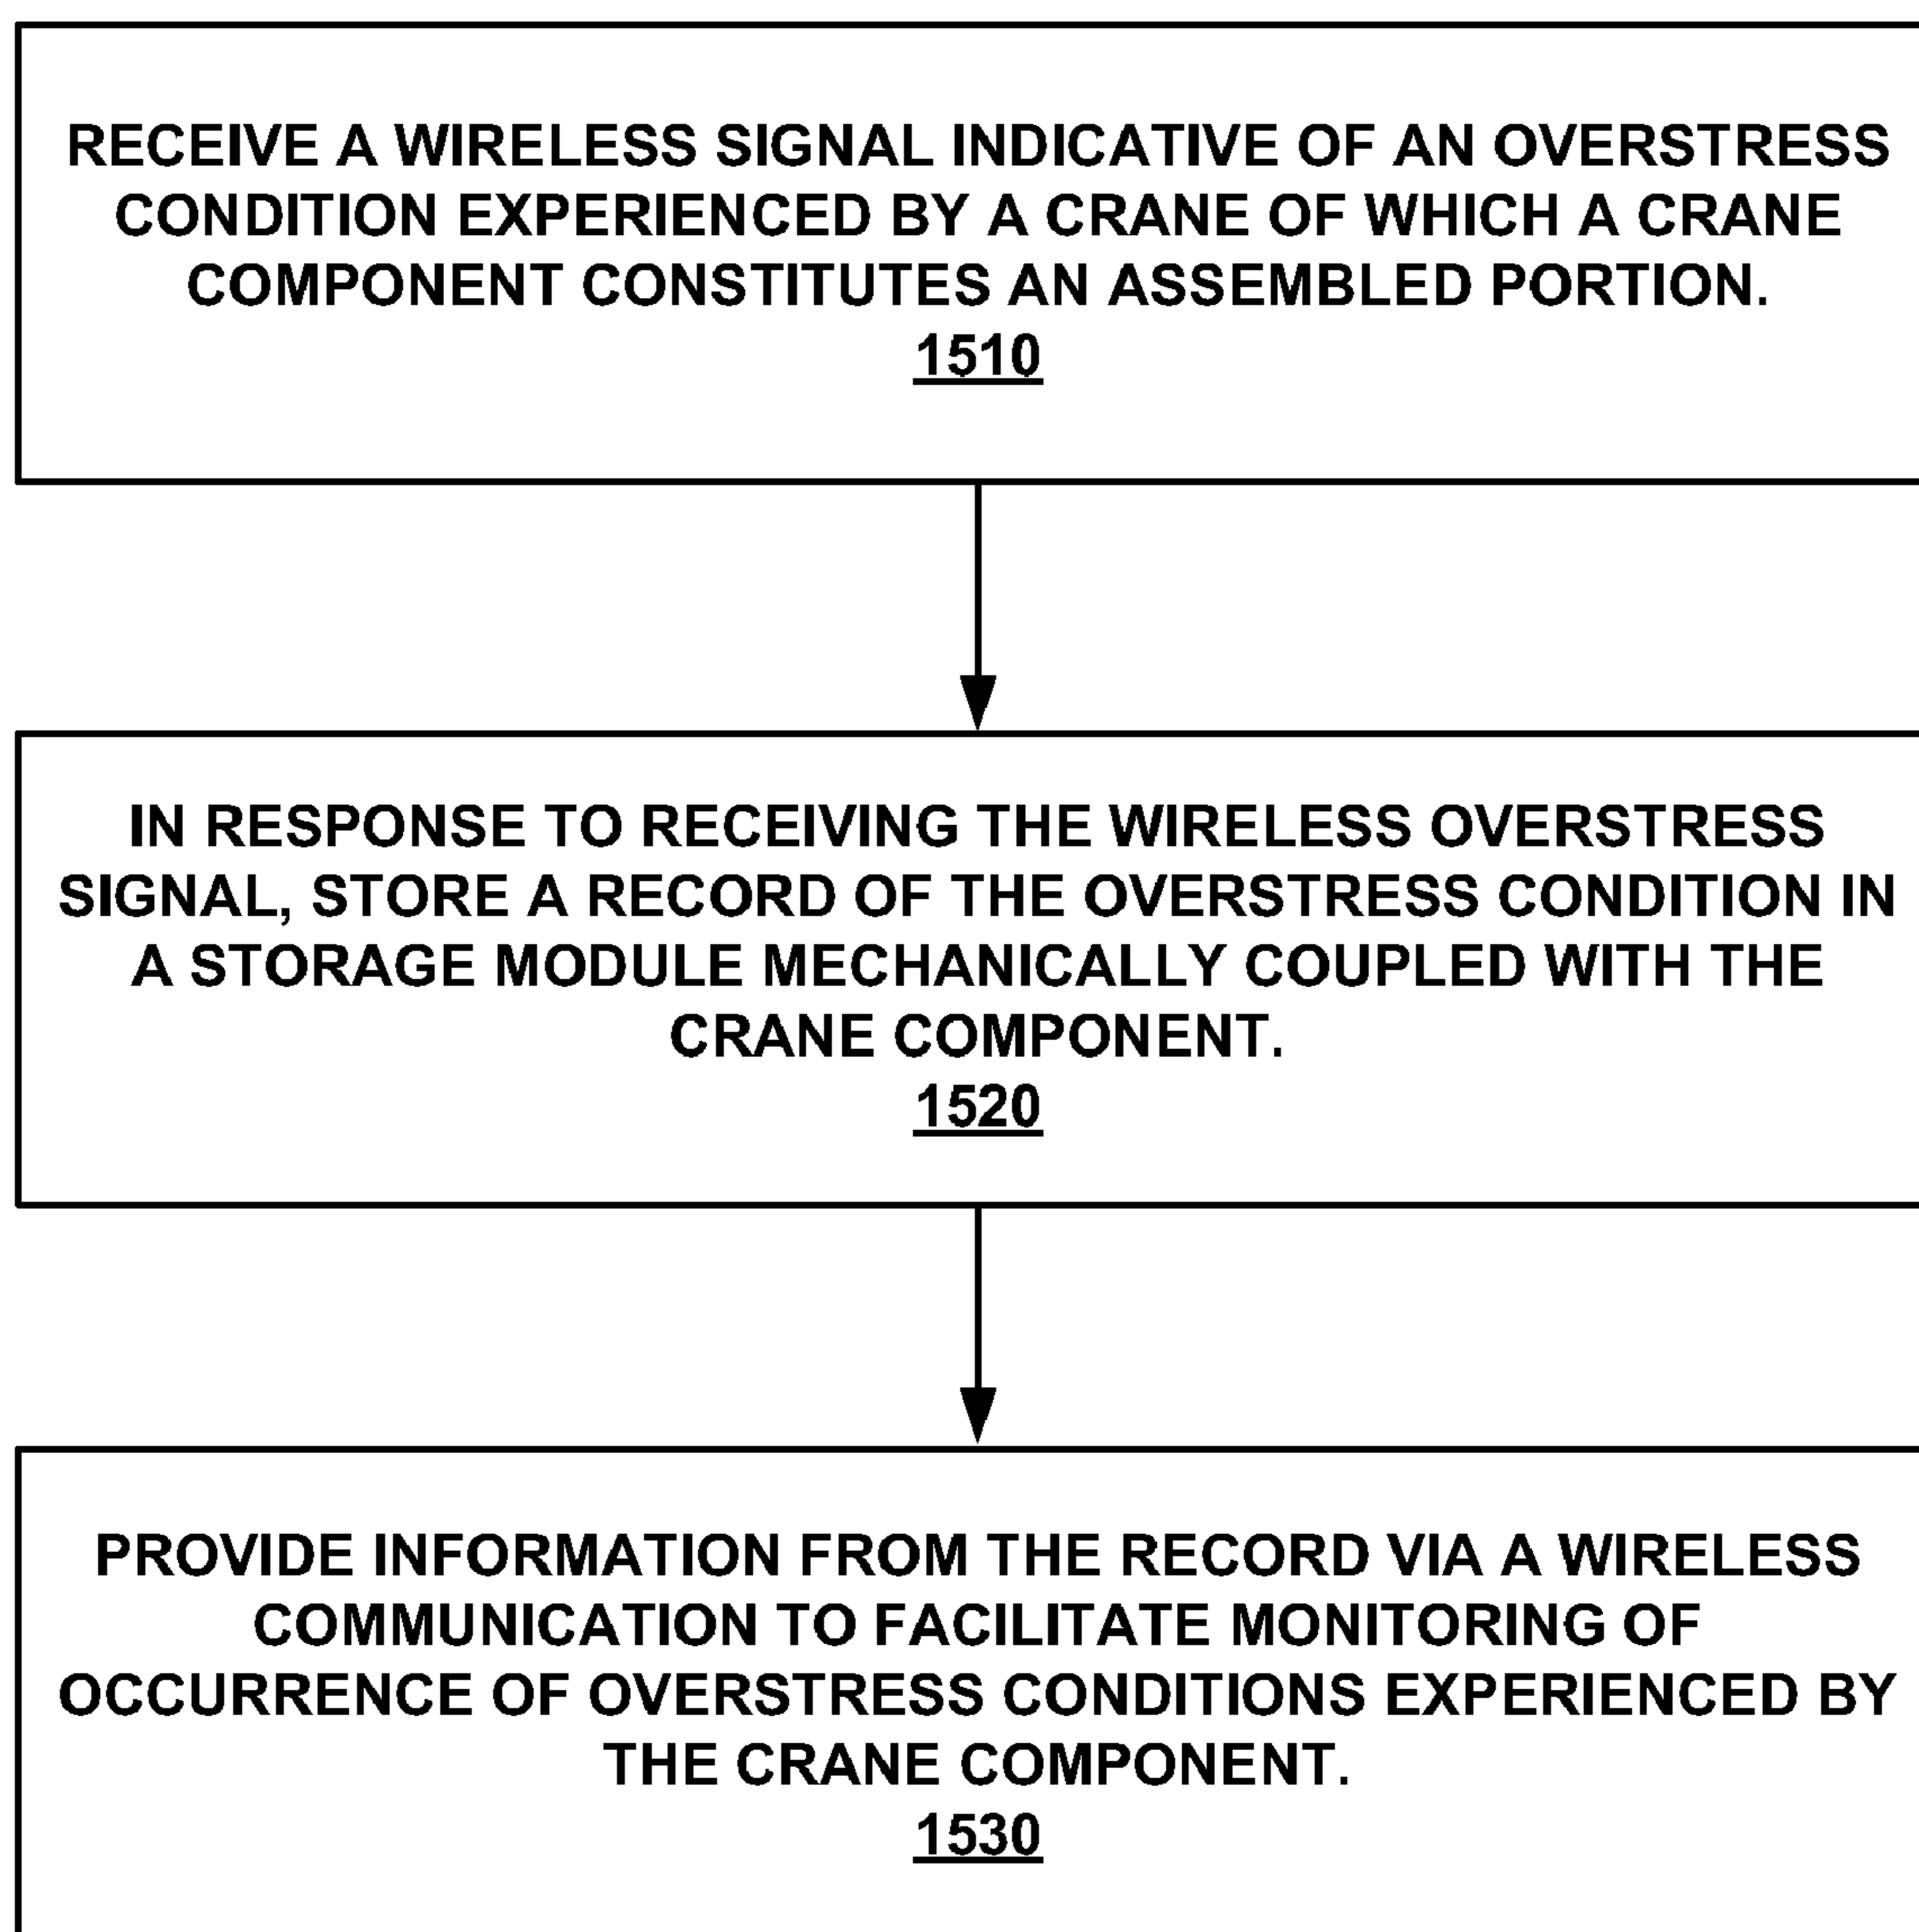 RECEIVE A WIRELESS SIGNAL INDICATIVE OF AN OVERSTRESS
CONDITION EXPERIENCED BY A CRANE OF WHICH A CRANE
COMPONENT CONSTITUTES AN ASSEMBLED PORTION.
1510
IN RESPONSE TO RECEIVING THE WIRELESS OVERSTRESS
SIGNAL, STORE A RECORD OF THE OVERSTRESS CONDITION IN
A STORAGE MODULE MECHANICALLY COUPLED WITH THE
CRANE COMPONENT.
1520
PROVIDE INFORMATION FROM THE RECORD VIA A WIRELESS
COMMUNICATION TO FACILITATE MONITORING OF
OCCURRENCE OF OVERSTRESS CONDITIONS EXPERIENCED BY
THE CRANE COMPONENT.
1530